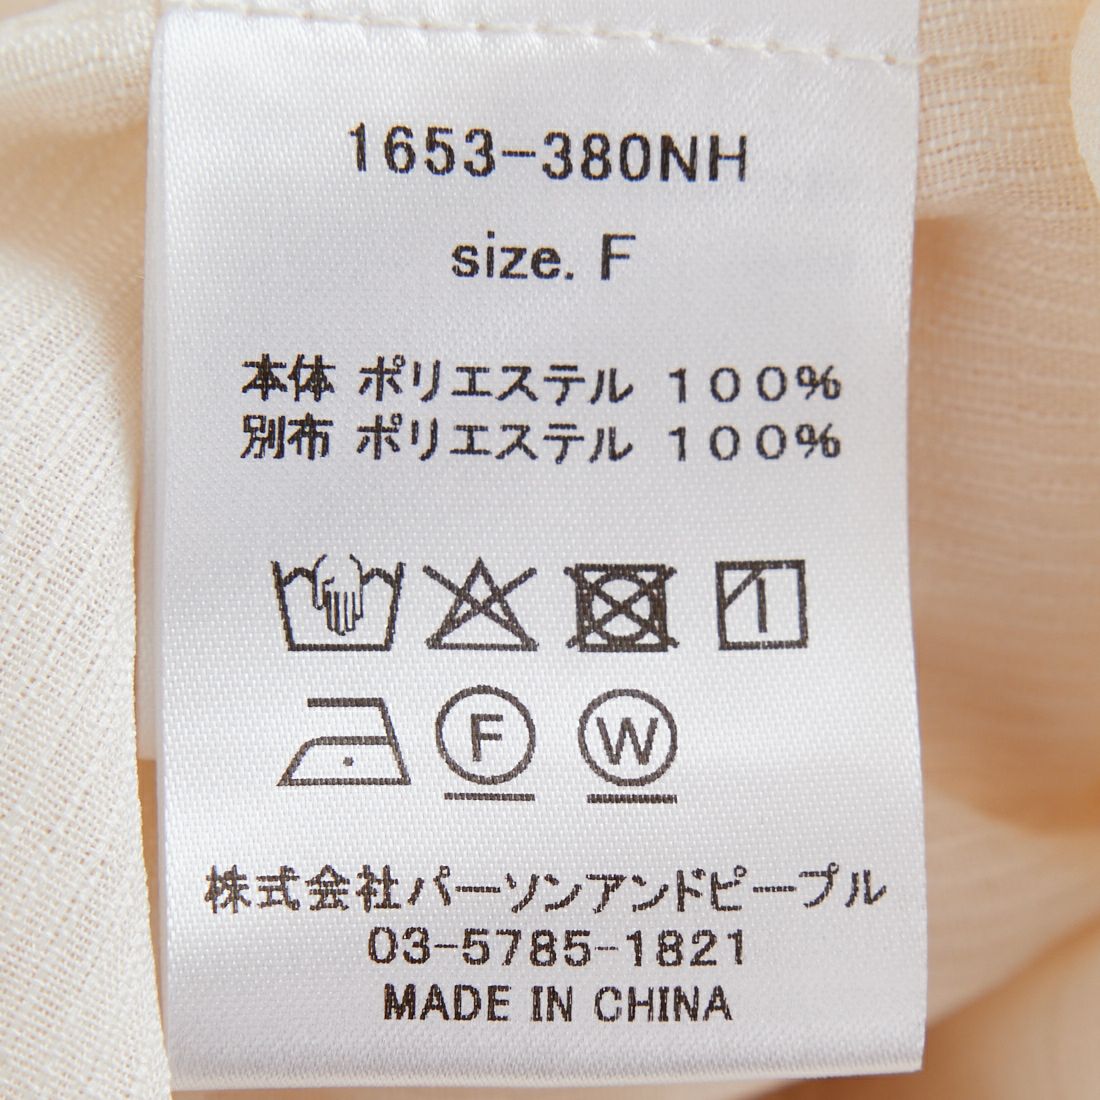 1653-380NH
size. F
本体 ポリエステル 100%
別布 ポリエステル 100%
F W
株式会社パーソンアンドピープル
03-5785-1821
MADE IN CHINA